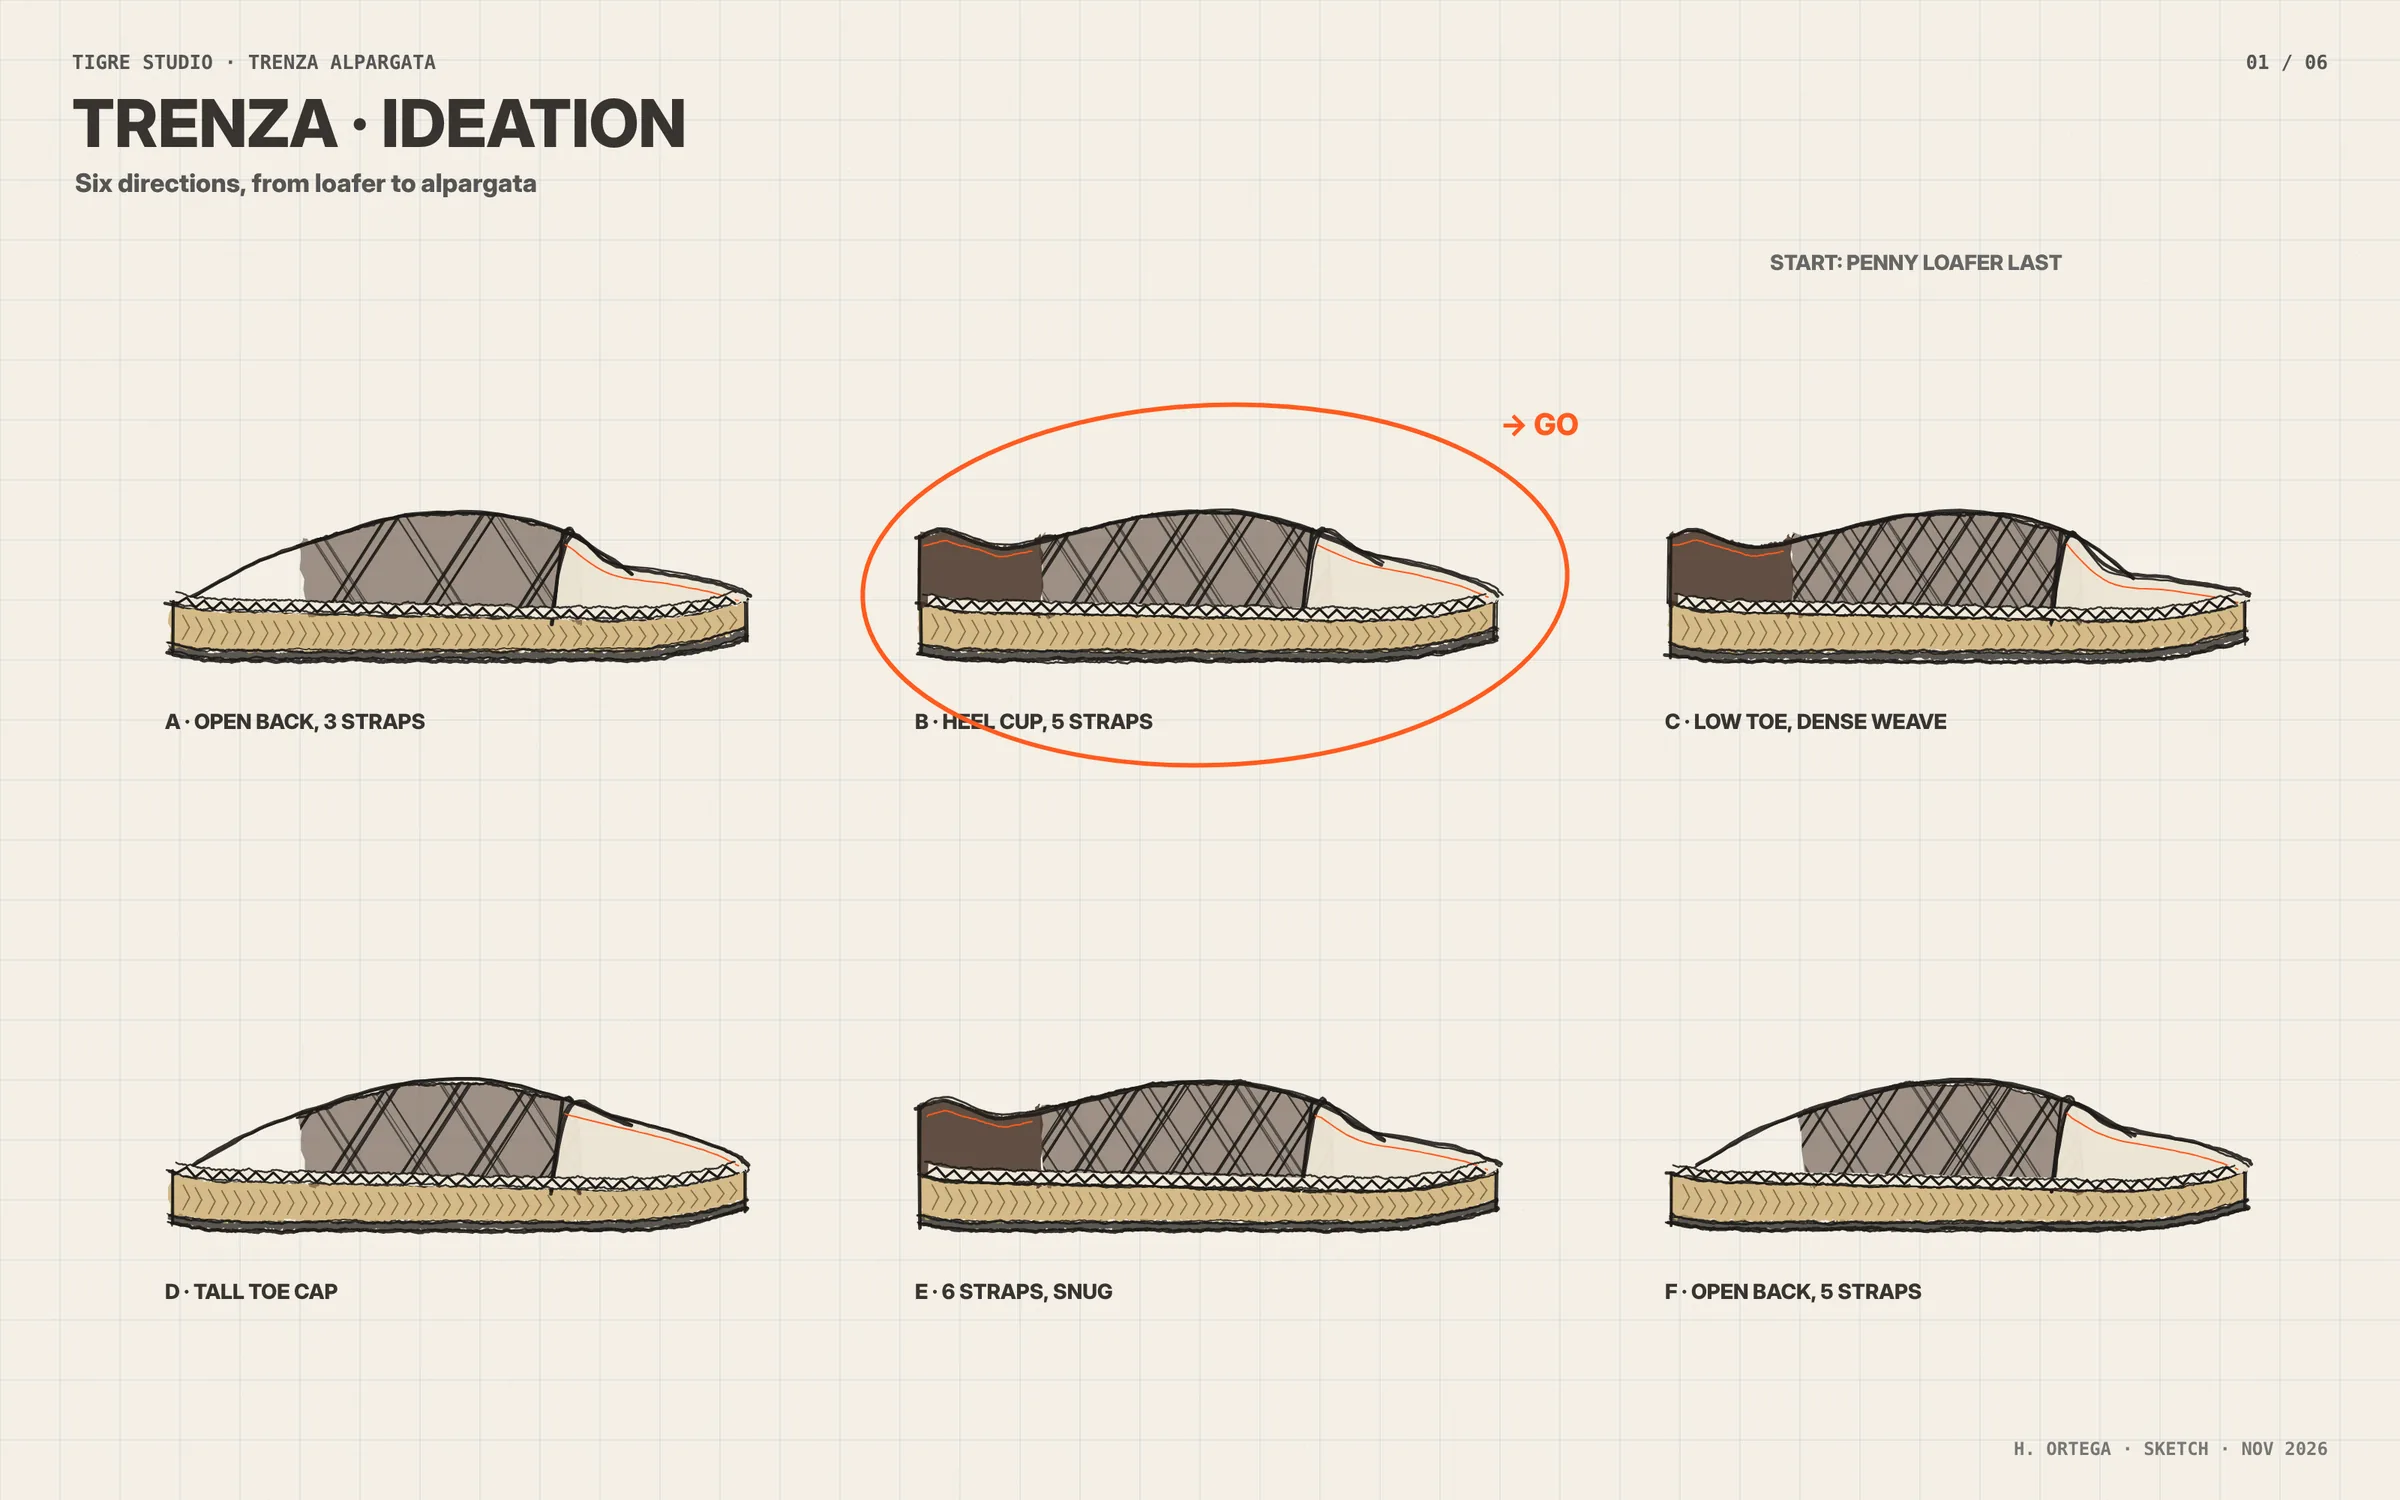 TIGRE STUDIO · TRENZA ALPARGATA
01 / 06
TRENZA · IDEATION
Six directions, from loafer to alpargata
START: PENNY LOAFER LAST
→ GO
A · OPEN BACK, 3 STRAPS
B · HEEL CUP, 5 STRAPS
C · LOW TOE, DENSE WEAVE
D · TALL TOE CAP
E · 6 STRAPS, SNUG
F · OPEN BACK, 5 STRAPS
H. ORTEGA · SKETCH · NOV 2026